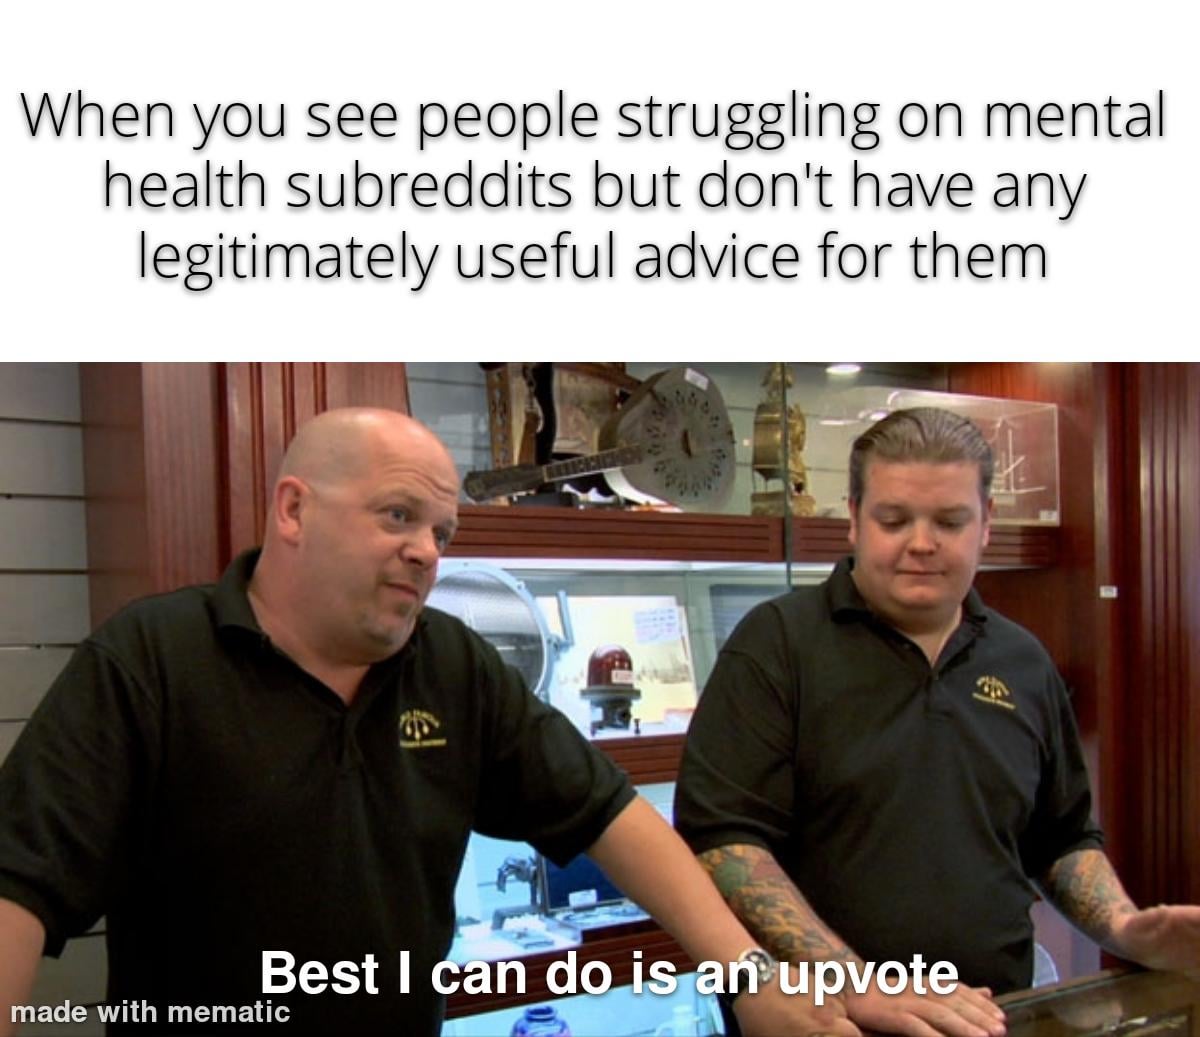 When you see people struggling on mental
health subreddits but don't have any
legitimately useful advice for them
Best I can do is an upvote
made with mematic